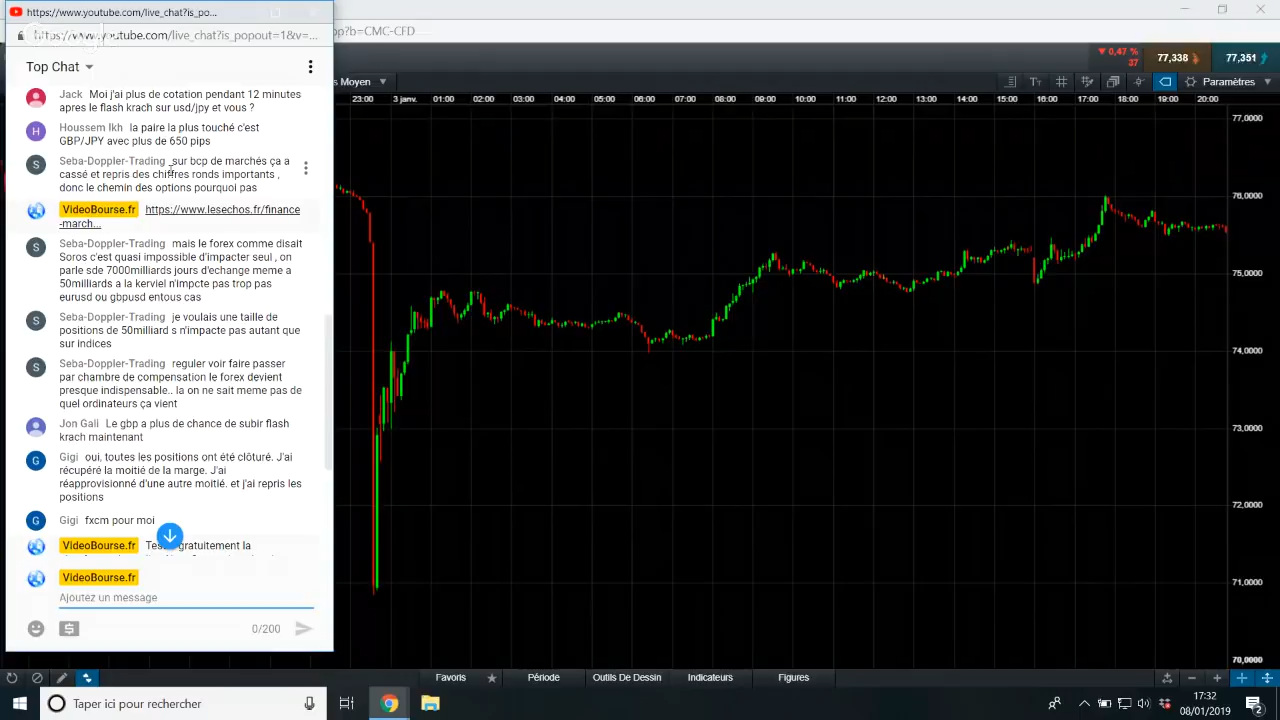 https://www.youtube.com/live_chat?is_po...
https://www.youtube.com/live_chat?is_popout=1&v=...
op?b=CMC-CFD
Top Chat
Jack Moi j'ai plus de cotation pendant 12 minutes
apres le flash krach sur usd/jpy et vous ?
Houssem Ikh la paire la plus touché c'est
GBP/JPY avec plus de 650 pips
Seba-Doppler-Trading sur bcp de marchés ça a
cassé et repris des chiffres ronds importants ,
donc le chemin des options pourquoi pas
VideoBourse.fr https://www.lesechos.fr/finance
-march...
Seba-Doppler-Trading mais le forex comme disait
Soros c'est quasi impossible d'impacter seul , on
parle sde 7000milliards jours d'echange meme a
50milliards a la kerviel n'impcte pas trop pas
eurusd ou gbpusd entous cas
Seba-Doppler-Trading je voulais une taille de
positions de 50milliard s n'impacte pas autant que
sur indices
Seba-Doppler-Trading reguler voir faire passer
par chambre de compensation le forex devient
presque indispensable.. la on ne sait meme pas de
quel ordinateurs ça vient
Jon Gali Le gbp a plus de chance de subir flash
krach maintenant
Gigi oui, toutes les positions ont été clôturé. J'ai
récupéré la moitié de la marge. J'ai
réapprovisionné d'une autre moitié. et j'ai repris les
positions
Gigi fxcm pour moi
VideoBourse.fr gratuitement la
VideoBourse.fr
Ajoutez un message
0/200
0,47 %
37
77,338
77,351
s Moyen
Paramètres
23:00 3 janv. 01:00 02:00 03:00 04:00 05:00 06:00 07:00 08:00 09:00 10:00 11:00 12:00 13:00 14:00 15:00 16:00 17:00 18:00 19:00 20:00
77,0000
76,0000
75,0000
74,0000
73,0000
72,0000
71,0000
70,0000
Favoris Période Outils De Dessin Indicateurs Figures
Taper ici pour rechercher
17:32
08/01/2019
2